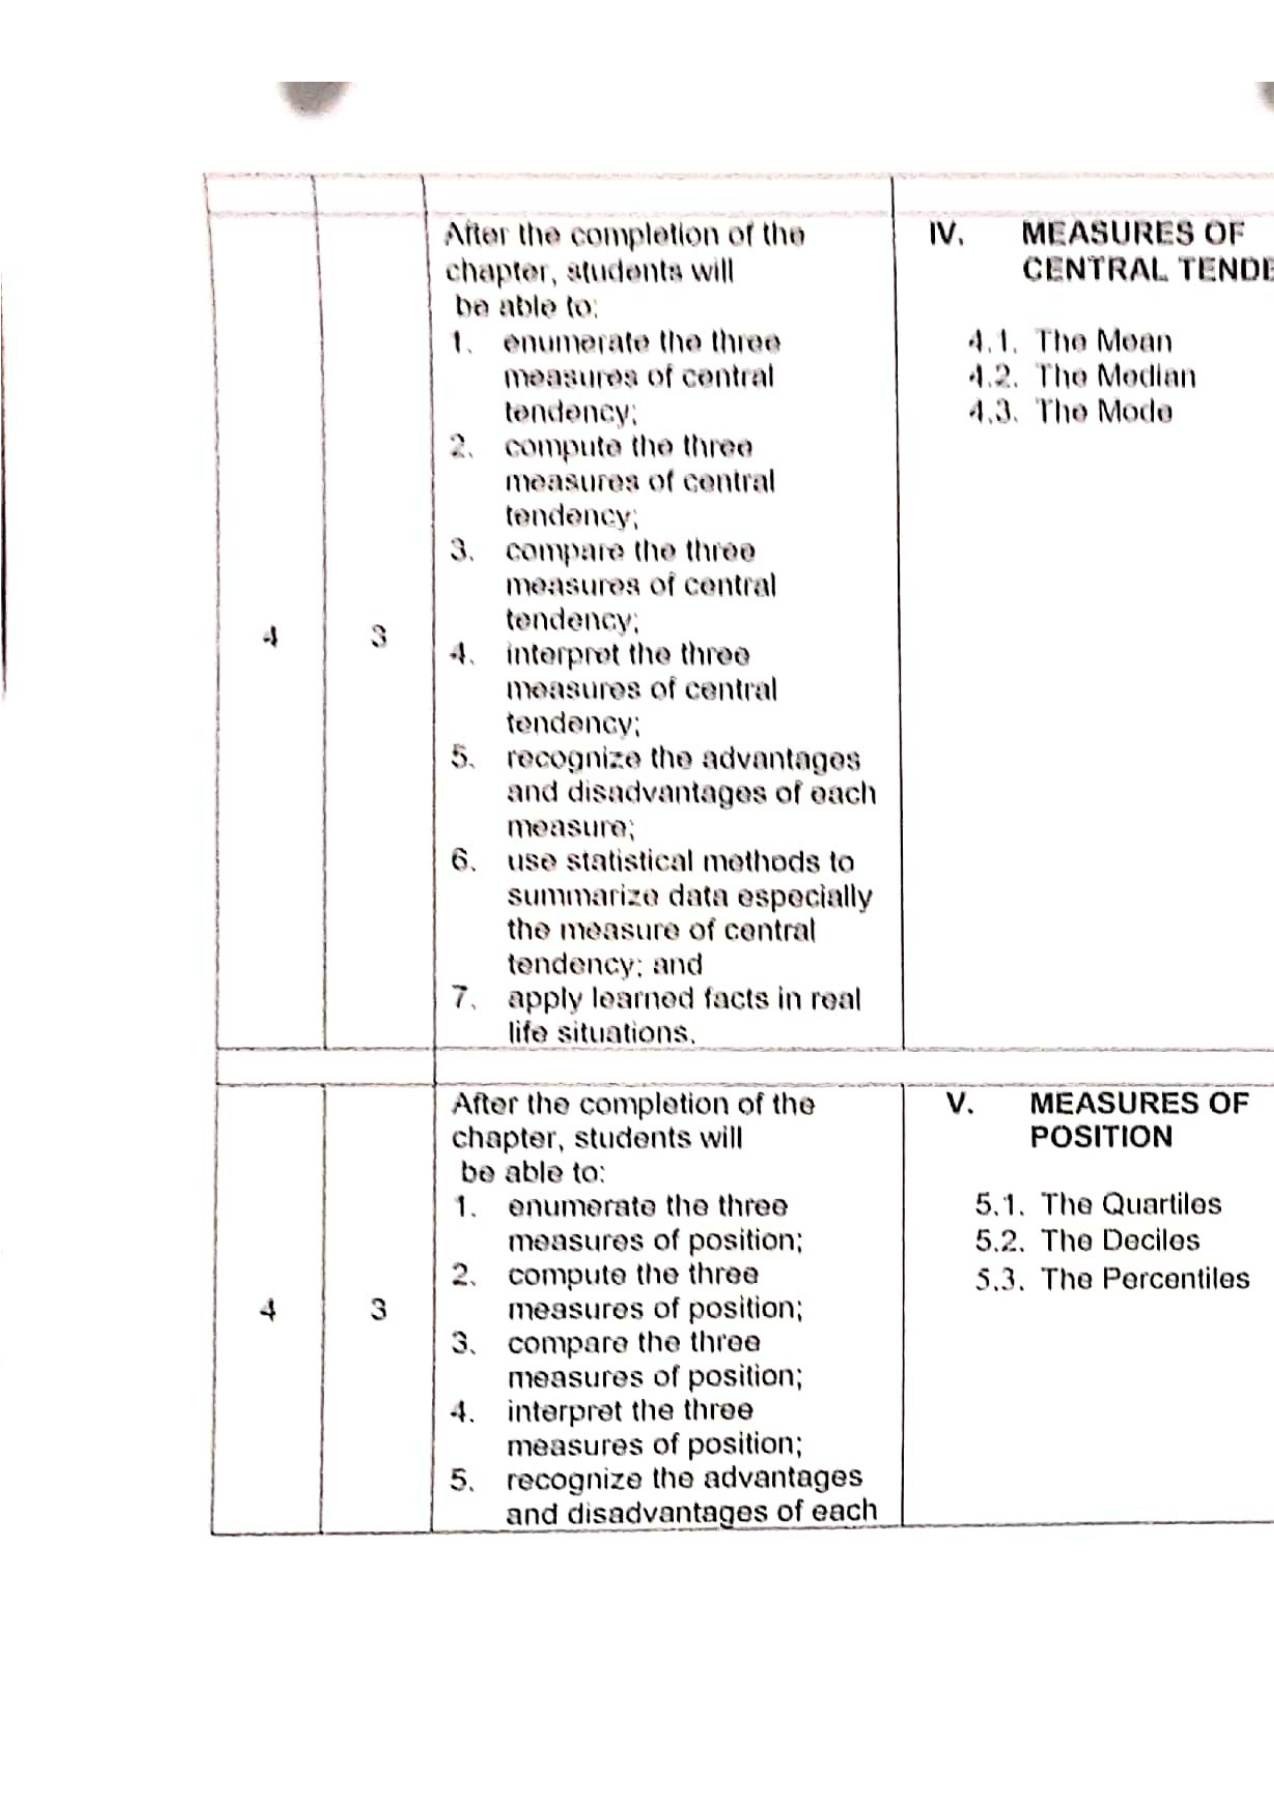 After the completion of the
chapter, students will
be able to:
1. enumerate the three
measures of central
tendency;
2. compute the three
measures of central
tendency;
3. compare the three
measures of central
tendency;
4. interpret the three
measures of central
tendency;
5. recognize the advantages
and disadvantages of each
measure;
6. use statistical methods to
summarize data especially
the measure of central
tendency; and
7. apply learned facts in real
life situations.
4
3
IV. MEASURES OF
CENTRAL TENDE
4.1. The Mean
4.2. The Median
4.3. The Mode
After the completion of the
chapter, students will
be able to:
1. enumerate the three
measures of position;
2. compute the three
measures of position;
3. compare the three
measures of position;
4. interpret the three
measures of position;
5. recognize the advantages
and disadvantages of each
4
3
V. MEASURES OF
POSITION
5.1. The Quartiles
5.2. The Deciles
5.3. The Percentiles